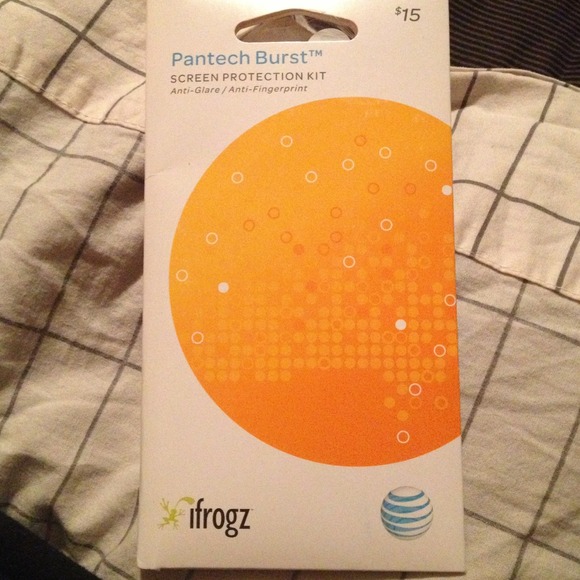 $15
Pantech Burst™
SCREEN PROTECTION KIT
Anti-Glare / Anti-Fingerprint
ifrogz